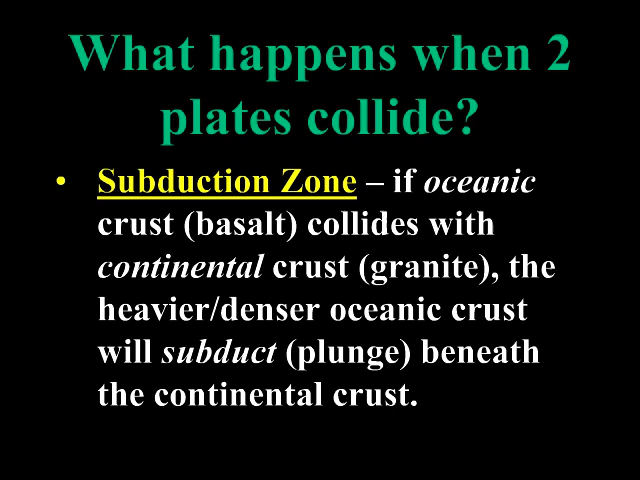 What happens when 2
plates collide?
• Subduction Zone – if oceanic
crust (basalt) collides with
continental crust (granite), the
heavier/denser oceanic crust
will subduct (plunge) beneath
the continental crust.